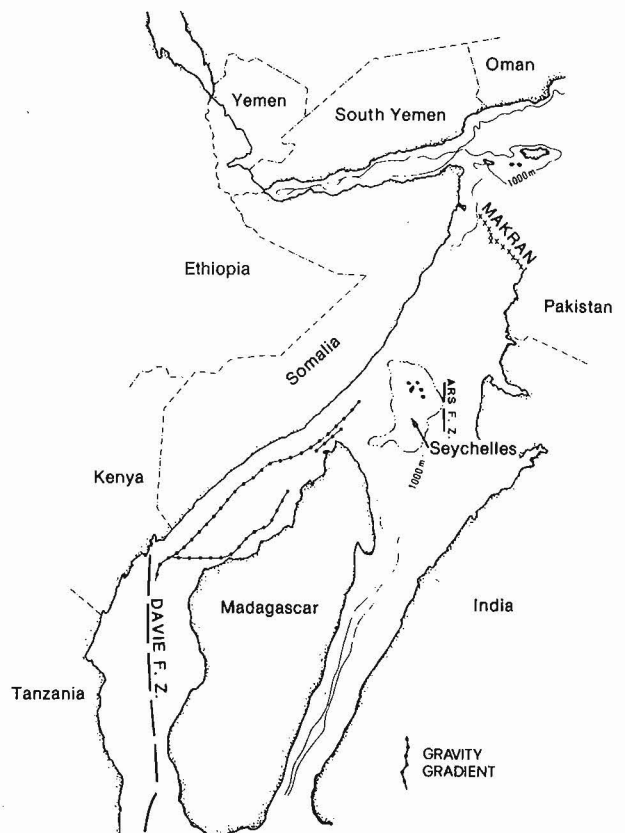 Oman
Yemen
South Yemen
1000m
MAKRAN
Ethiopia
Pakistan
Somalia
ARS F. Z.
Seychelles
1000m
Kenya
Madagascar
India
DAVIE F. Z.
Tanzania
GRAVITY
GRADIENT